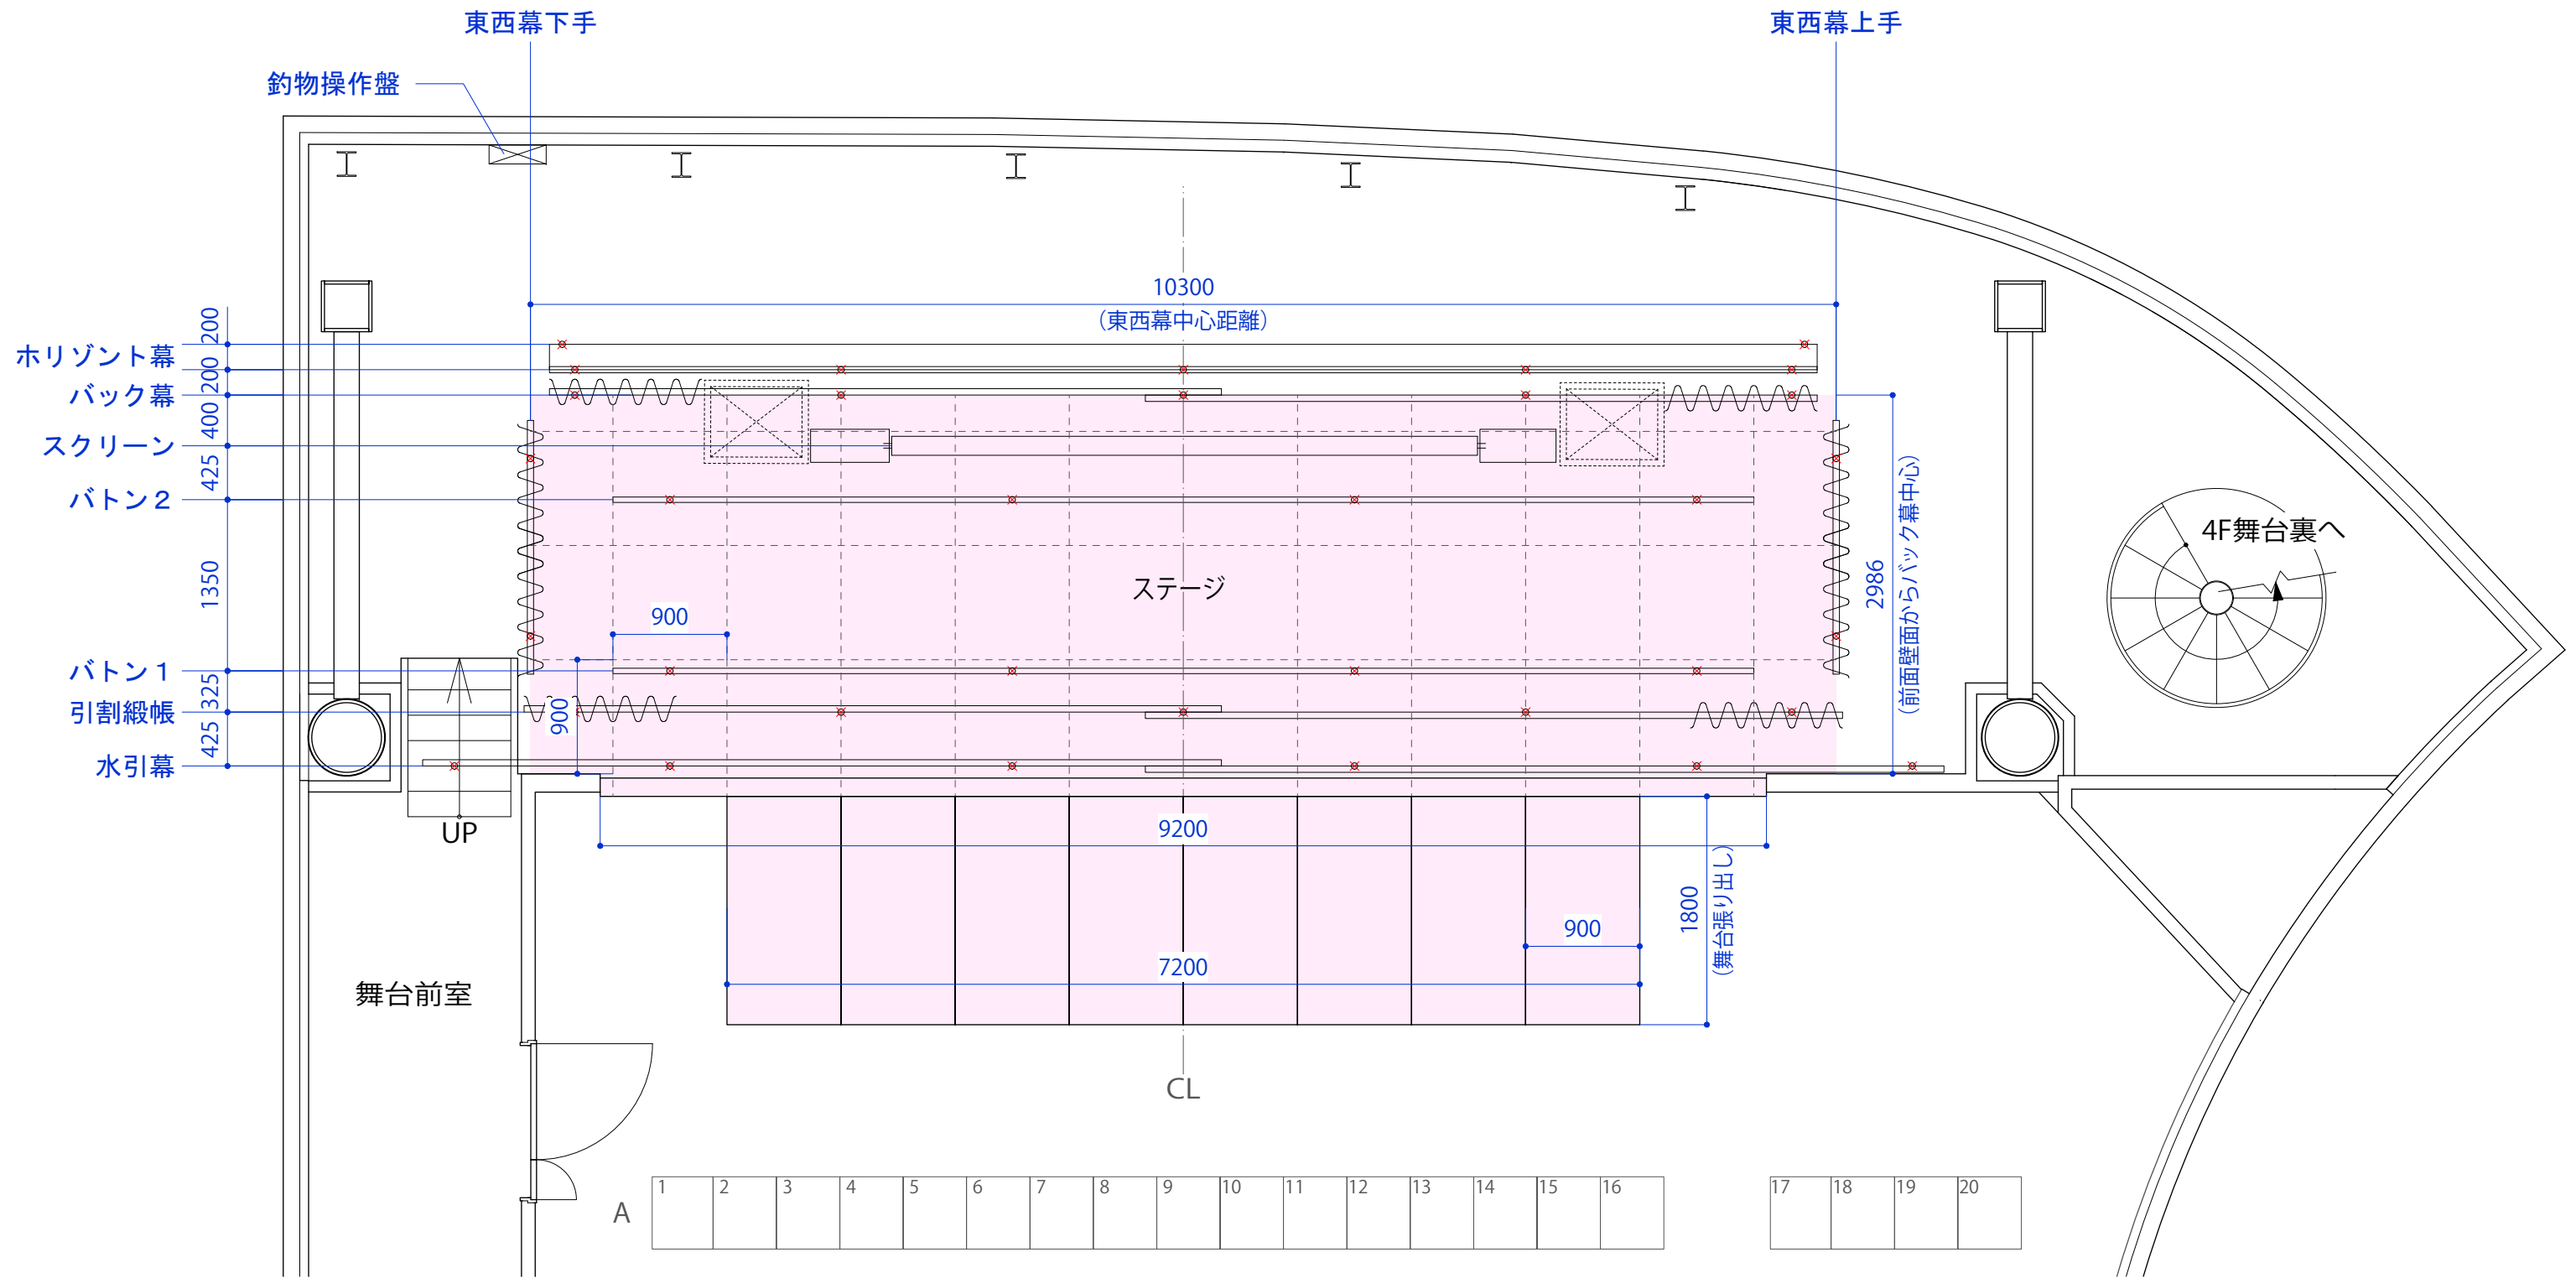 東西幕下手
東西幕上手
釣物操作盤
10300
(東西幕中心距離)
200
ホリゾント幕
200
バック幕
400
スクリーン
425
バトン2
1350
バトン1
325
引割緞帳
425
水引幕
4F舞台裏へ
ステージ
2986
(前面壁面からバック幕中心)
900
900
UP
9200
1800
(舞台張り出し)
900
7200
舞台前室
CL
A
1 2 3 4 5 6 7 8 9 10 11 12 13 14 15 16 17 18 19 20